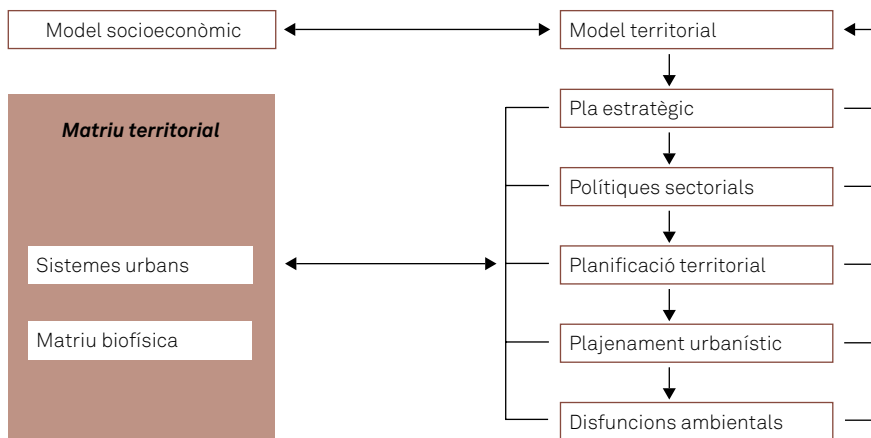 Model socioeconòmic
Model territorial
Matriu territorial
Pla estratègic
Polítiques sectorials
Sistemes urbans
Planificació territorial
Matriu biofísica
Plajenament urbanístic
Disfuncions ambientals